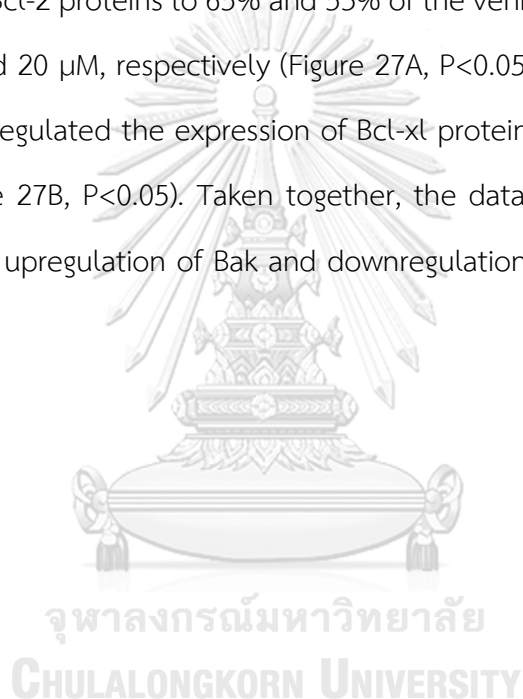 Bcl-2 proteins to 65% and 55% of the
20 µM, respectively (Figure 27A, P<0.05
egulated the expression of Bcl-xl protein
27B, P<0.05). Taken together, the data
upregulation of Bak and downregulation
จุฬาลงกรณ์มหาวิทยาลัย
CHULALONGKORN UNIVERSITY